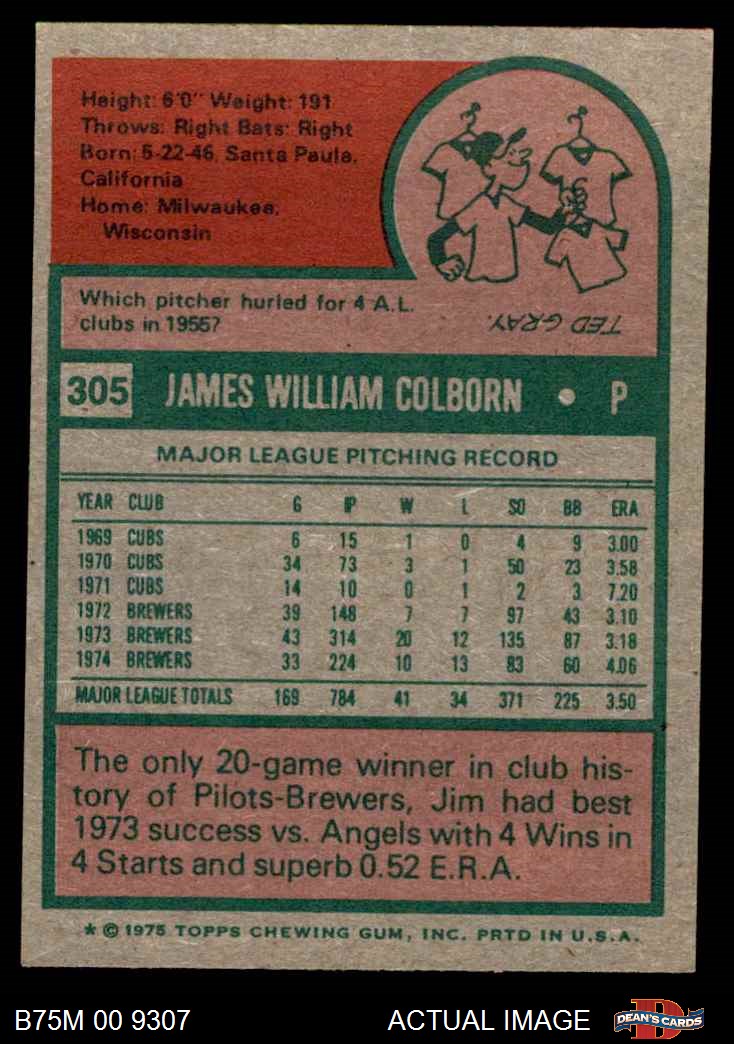 Height: 6'0" Weight: 191
Throws: Right Bats: Right
Born: 5-22-46, Santa Paula,
California
Home: Milwaukee,
Wisconsin
Which pitcher hurled for 4 A.L.
clubs in 1955?
TED GRAY.
305 JAMES WILLIAM COLBORN • P
MAJOR LEAGUE PITCHING RECORD
YEAR CLUB G IP W L SO BB ERA
1969 CUBS 6 15 1 0 4 9 3.00
1970 CUBS 34 73 3 1 50 23 3.58
1971 CUBS 14 10 0 1 2 3 7.20
1972 BREWERS 39 148 7 7 97 43 3.10
1973 BREWERS 43 314 20 12 135 87 3.18
1974 BREWERS 33 224 10 13 83 60 4.06
MAJOR LEAGUE TOTALS 169 784 41 34 371 225 3.50
The only 20-game winner in club his-
tory of Pilots-Brewers, Jim had best
1973 success vs. Angels with 4 Wins in
4 Starts and superb 0.52 E.R.A.
* © 1975 TOPPS CHEWING GUM, INC. PRTD IN U.S.A.
B75M 00 9307 ACTUAL IMAGE DEAN'S CARDS